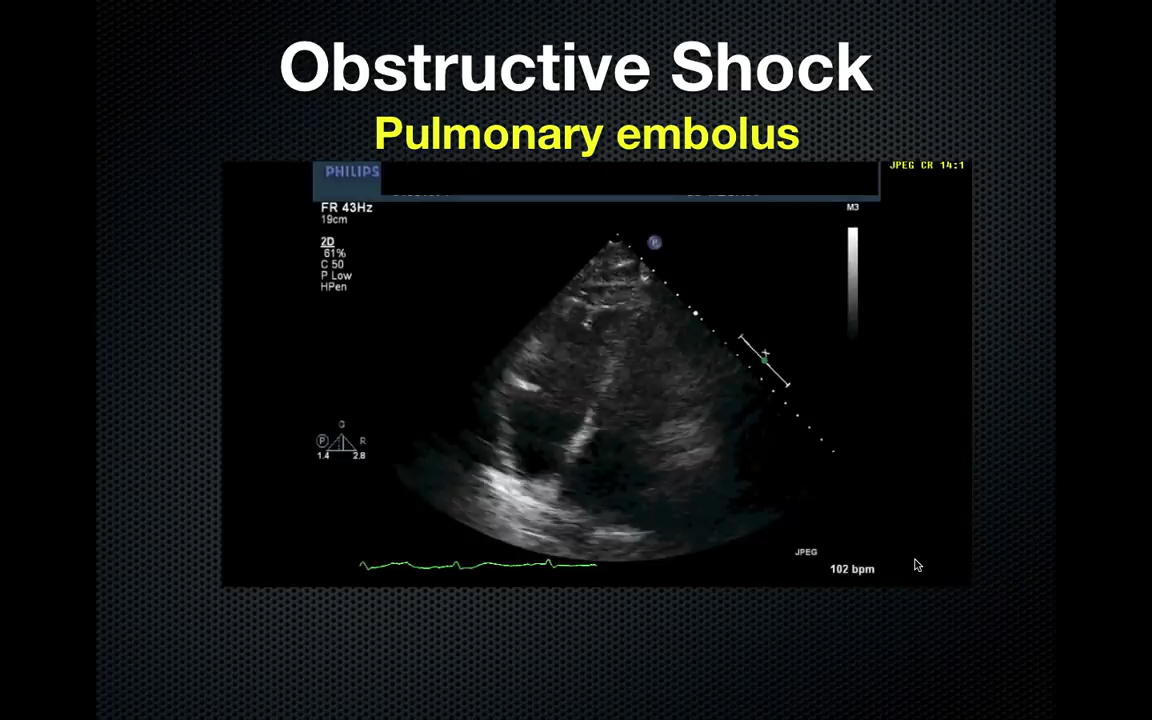 Obstructive Shock
Pulmonary embolus
JPEG CR 14:1
PHILIPS
FR 43Hz
19cm
M3
P
2D
61%
C 50
P Low
HPen
G
P R
1.4 2.8
JPEG
102 bpm